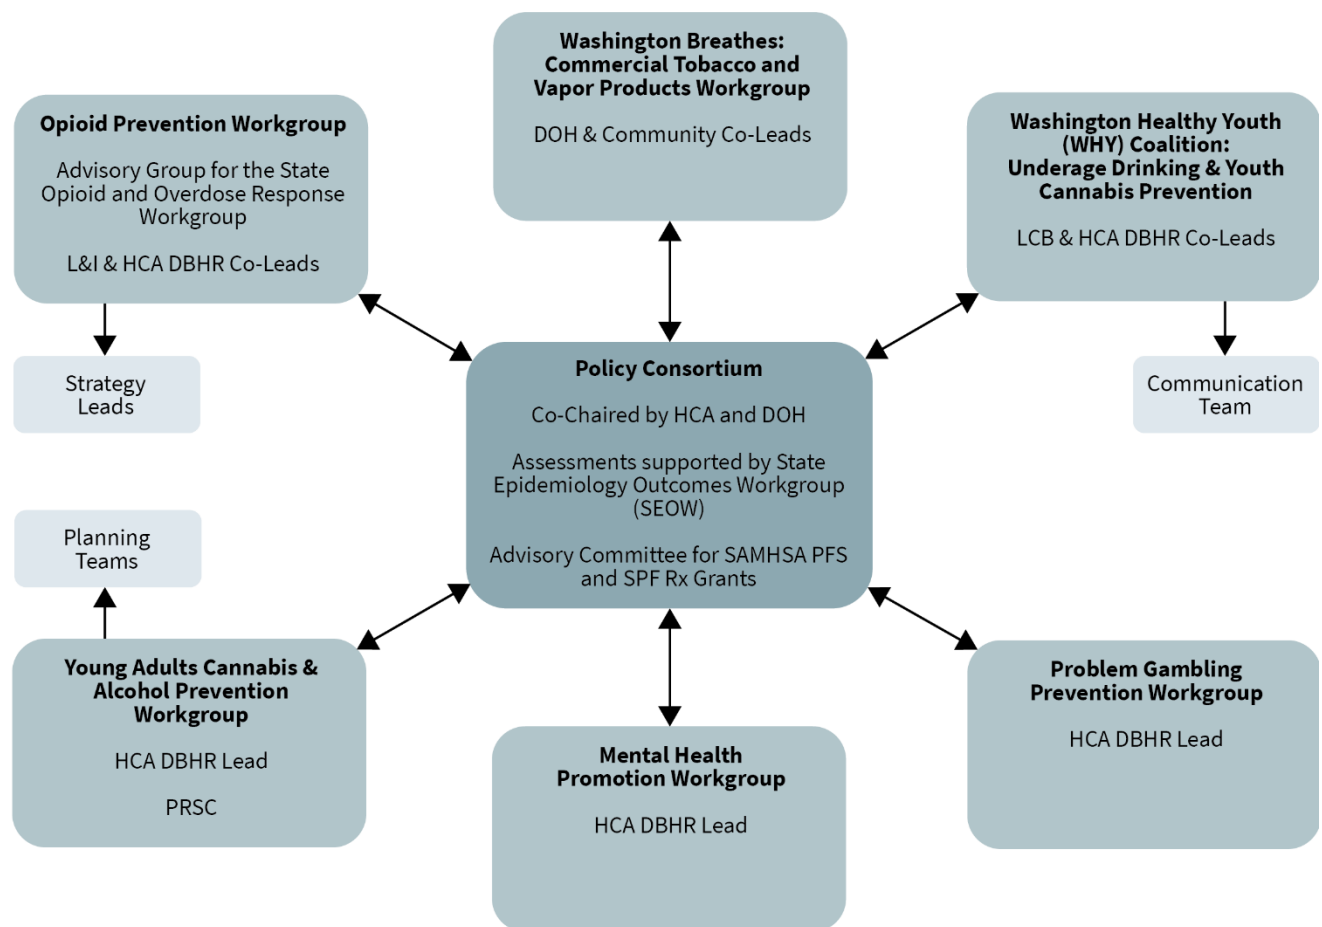 Washington Breathes:
Commercial Tobacco and
Vapor Products Workgroup
DOH & Community Co-Leads
Opioid Prevention Workgroup
Advisory Group for the State
Opioid and Overdose Response
Workgroup
L&I & HCA DBHR Co-Leads
Washington Healthy Youth
(WHY) Coalition:
Underage Drinking & Youth
Cannabis Prevention
LCB & HCA DBHR Co-Leads
Strategy
Leads
Policy Consortium
Co-Chaired by HCA and DOH
Assessments supported by State
Epidemiology Outcomes Workgroup
(SEOW)
Advisory Committee for SAMHSA PFS
and SPF Rx Grants
Communication
Team
Planning
Teams
Young Adults Cannabis &
Alcohol Prevention
Workgroup
HCA DBHR Lead
PRSC
Mental Health
Promotion Workgroup
HCA DBHR Lead
Problem Gambling
Prevention Workgroup
HCA DBHR Lead